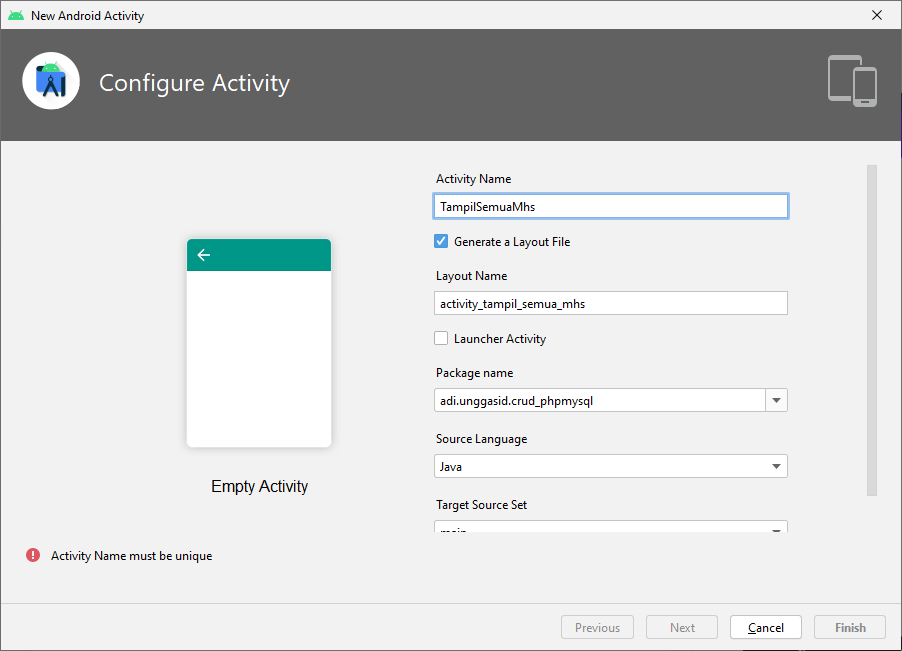 New Android Activity
Configure Activity
Activity Name
TampilSemuaMhs
Generate a Layout File
Layout Name
activity_tampil_semua_mhs
Launcher Activity
Package name
adi.unggasid.crud_phpmysql
Source Language
Java
Target Source Set
main
Empty Activity
Activity Name must be unique
Previous
Next
Cancel
Finish